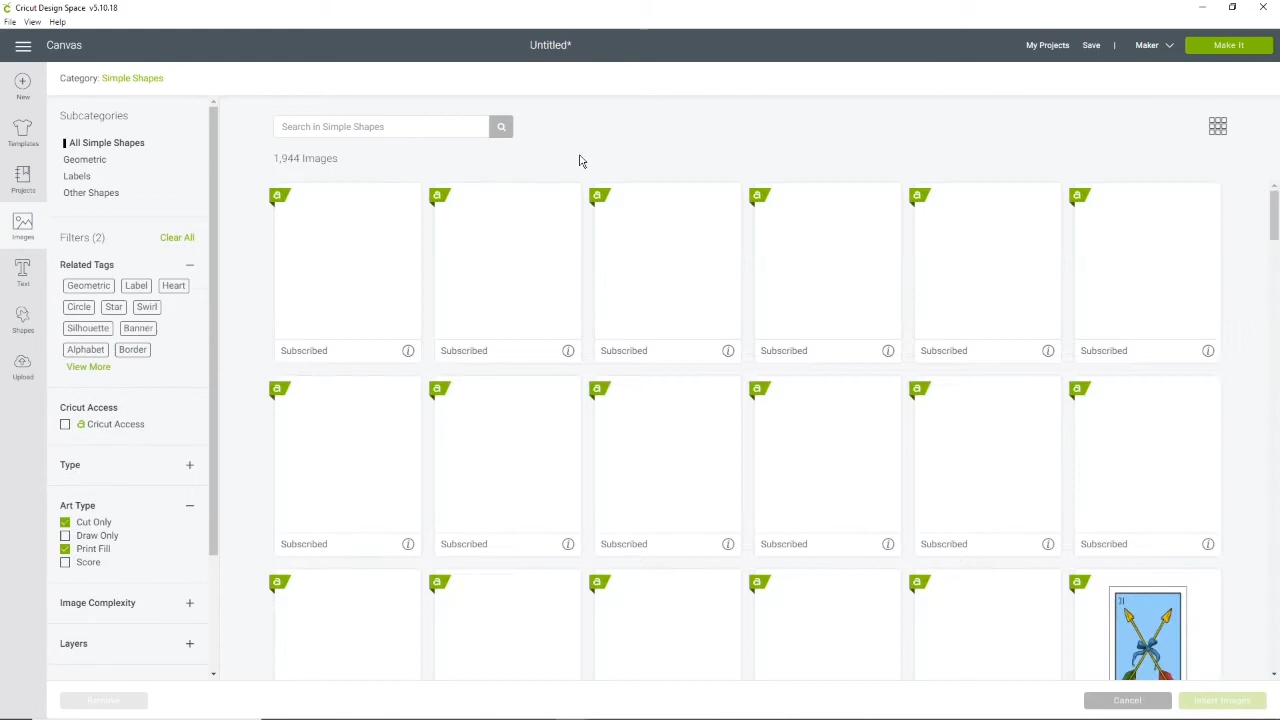 Cricut Design Space v5.10.18
File View Help
Canvas
Untitled*
My Projects Save | Maker Make It
New
Templates
Projects
Images
Text
Shapes
Upload
Category: Simple Shapes
Subcategories
All Simple Shapes
Geometric
Labels
Other Shapes
Filters (2) Clear All
Related Tags
Geometric Label Heart
Circle Star Swirl
Silhouette Banner
Alphabet Border
View More
Cricut Access
a Cricut Access
Type
Art Type
Cut Only
Draw Only
Print Fill
Score
Image Complexity
Layers
Search in Simple Shapes
1,944 Images
a a a a a a
Subscribed Subscribed Subscribed Subscribed Subscribed Subscribed
a a a a a a
Subscribed Subscribed Subscribed Subscribed Subscribed Subscribed
a a a a a a
Remove
Cancel Insert Images